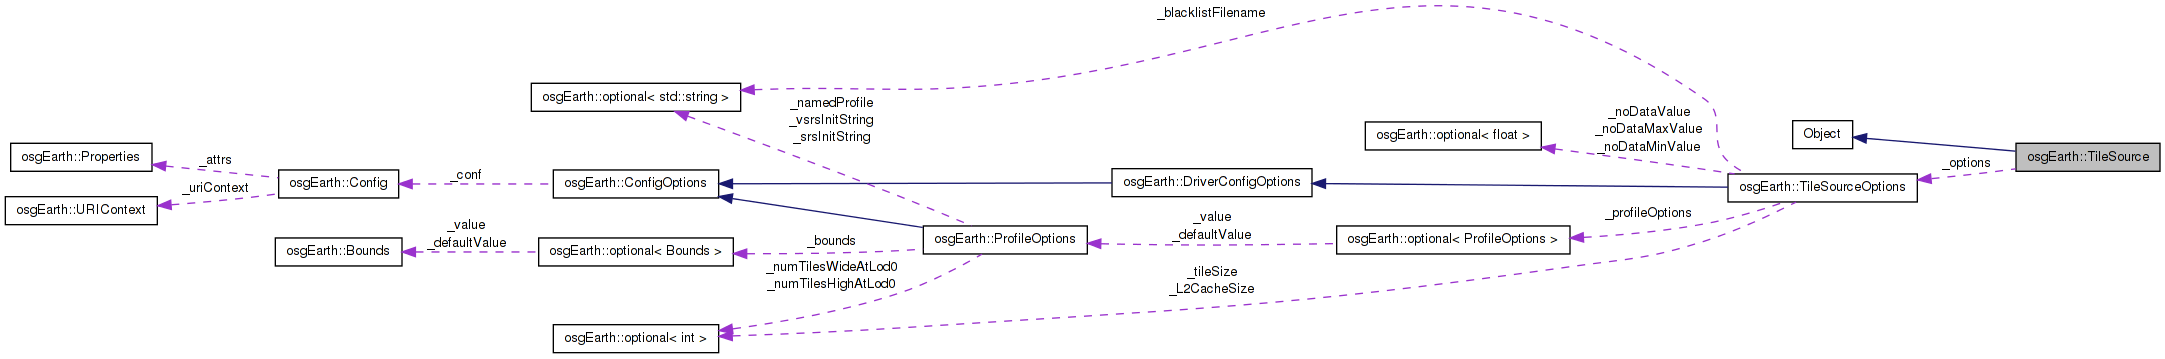 _blacklistFilename
osgEarth::optional< std::string >
_namedProfile
_vsrsInitString
_srsInitString
_noDataValue
_noDataMaxValue
_noDataMinValue
osgEarth::optional< float >
Object
osgEarth::TileSource
_options
osgEarth::Properties
_attrs
_uriContext
osgEarth::URIContext
osgEarth::Config
_conf
osgEarth::ConfigOptions
osgEarth::DriverConfigOptions
osgEarth::TileSourceOptions
_profileOptions
_value
_defaultValue
osgEarth::Bounds
osgEarth::optional< Bounds >
_bounds
osgEarth::ProfileOptions
_value
_defaultValue
osgEarth::optional< ProfileOptions >
_numTilesWideAtLod0
_numTilesHighAtLod0
_tileSize
_L2CacheSize
osgEarth::optional< int >